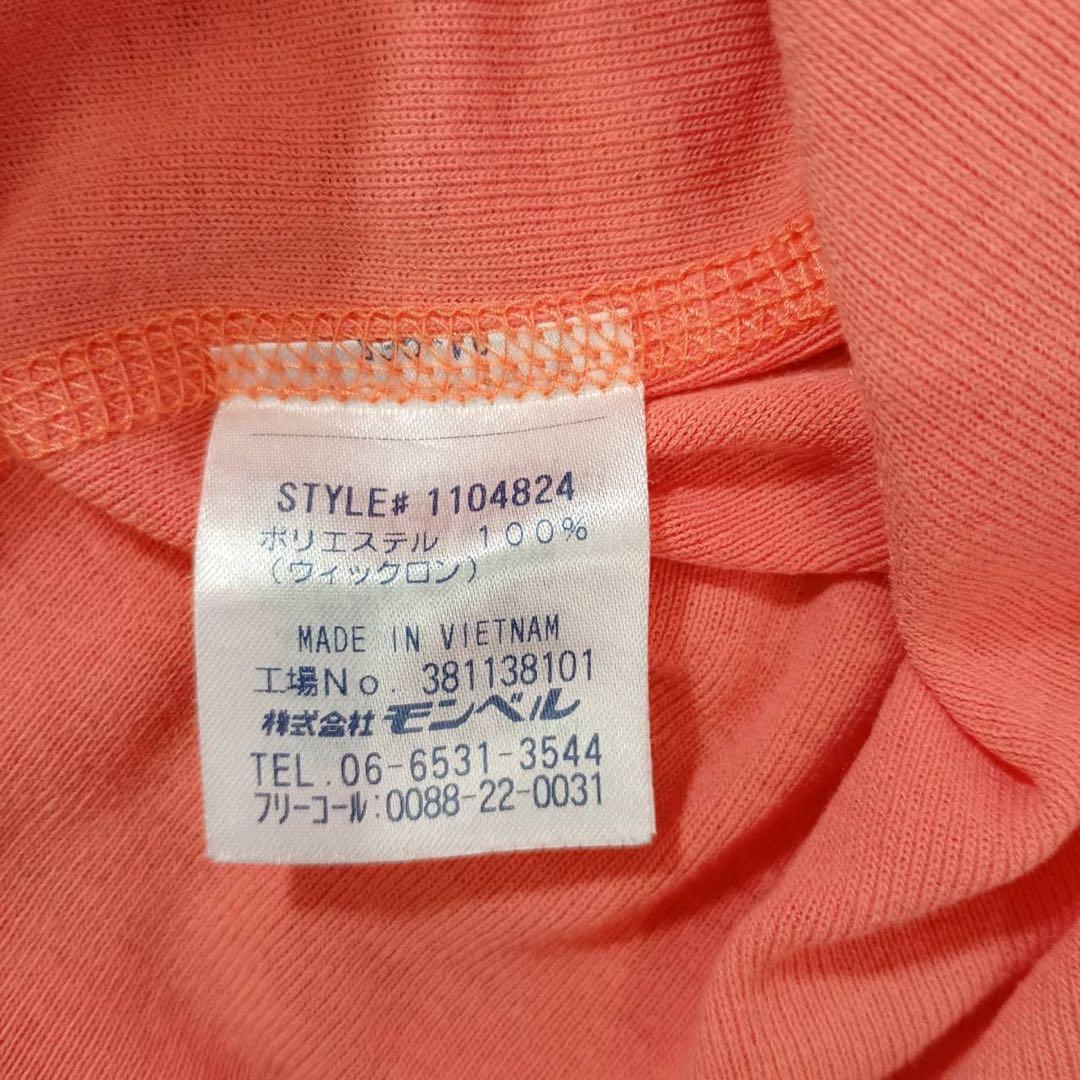 STYLE# 1104824
ポリエステル 100%
(ウィックロン)
MADE IN VIETNAM
工場No. 381138101
株式会社 モンベル
TEL.06-6531-3544
フリーコール:0088-22-0031